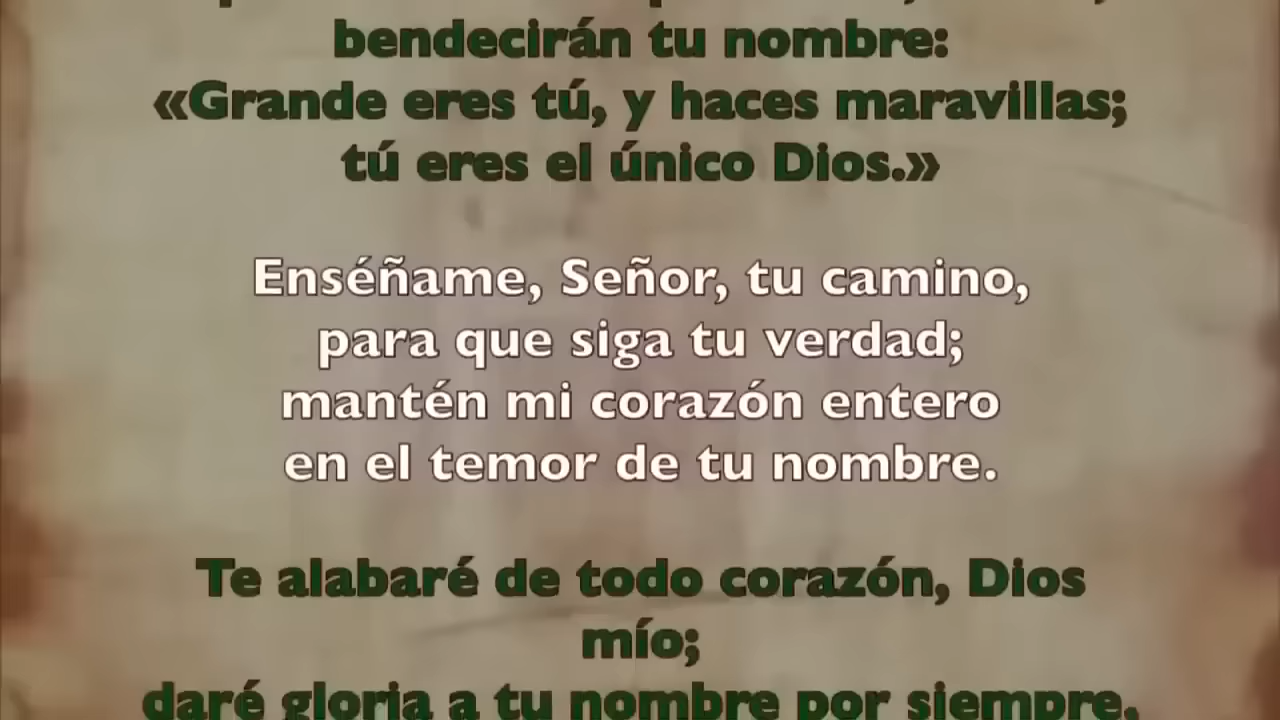 bendecirán tu nombre:
«Grande eres tú, y haces maravillas;
tú eres el único Dios.»
Enséñame, Señor, tu camino,
para que siga tu verdad;
mantén mi corazón entero
en el temor de tu nombre.
Te alabaré de todo corazón, Dios
mío;
daré gloria a tu nombre por siempre,